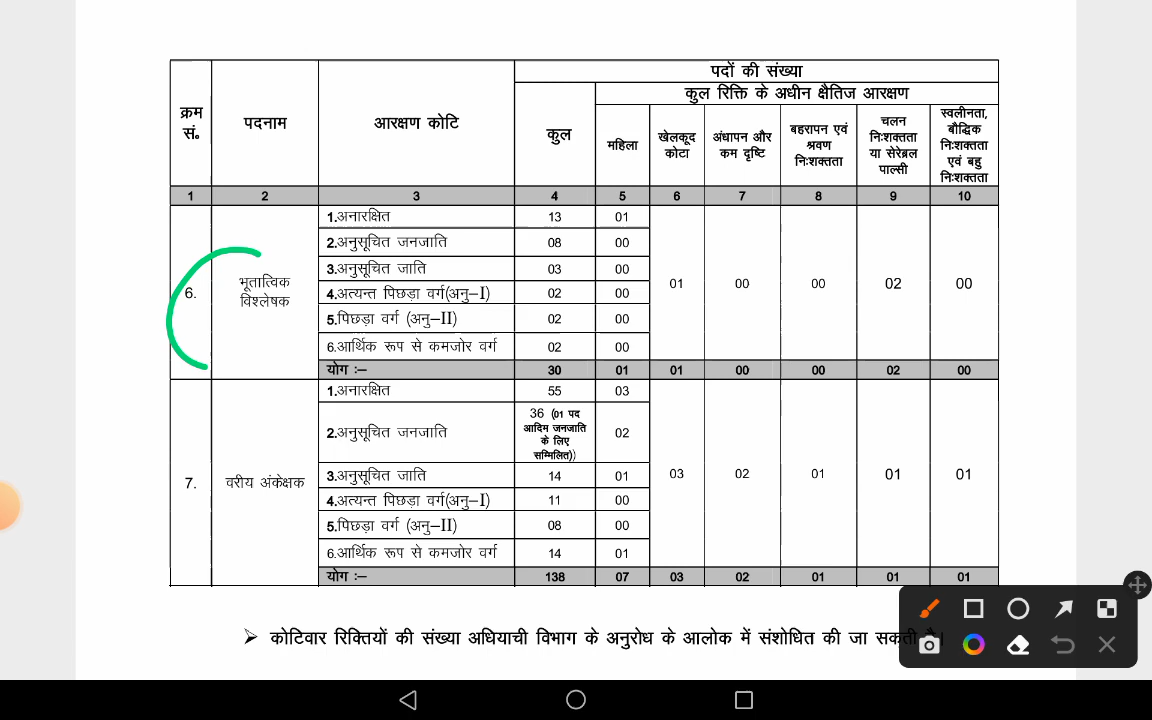 पदों की संख्या
कुल रिक्ति के अधीन क्षैतिज आरक्षण
क्रम सं॰ पदनाम आरक्षण कोटि कुल महिला खेलकूद कोटा अंधापन और कम दृष्टि बहरापन एवं श्रवण निःशक्तता चलन निःशक्तता या सेरेब्रल पाल्सी स्वलीनता, बौद्धिक निःशक्तता एवं बहु निःशक्तता
1 2 3 4 5 6 7 8 9 10
6. भूतात्विक विश्लेषक
1.अनारक्षित 13 01
2.अनुसूचित जनजाति 08 00
3.अनुसूचित जाति 03 00
01 00 00 02 00
4.अत्यन्त पिछड़ा वर्ग(अनु–I) 02 00
5.पिछड़ा वर्ग (अनु–II) 02 00
6.आर्थिक रूप से कमजोर वर्ग 02 00
योग :– 30 01 01 00 00 02 00
7. वरीय अंकेक्षक
1.अनारक्षित 55 03
2.अनुसूचित जनजाति 36 (01 पद आदिम जनजाति के लिए सम्मिलित)) 02
3.अनुसूचित जाति 14 01
03 02 01 01 01
4.अत्यन्त पिछड़ा वर्ग(अनु–I) 11 00
5.पिछड़ा वर्ग (अनु–II) 08 00
6.आर्थिक रूप से कमजोर वर्ग 14 01
योग :– 138 07 03 02 01 01 01
➢ कोटिवार रिक्तियों की संख्या अधियाची विभाग के अनुरोध के आलोक में संशोधित की जा सकती है।